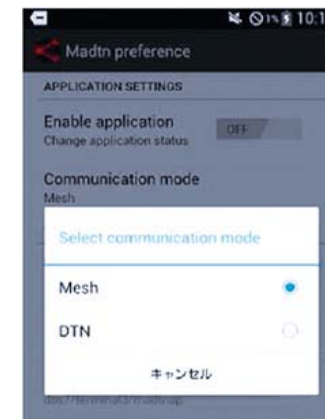 1% 10:1
Madtn preference
APPLICATION SETTINGS
Enable application
OFF
Change application status
Communication mode
Mesh
Select communication mode
Mesh
DTN
キャンセル